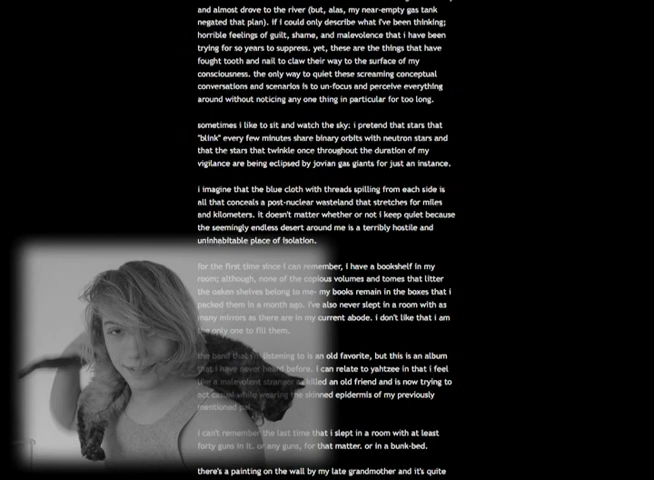 and almost drove to the river (but, alas, my near-empty gas tank
negated that plan). if i could only describe what i've been thinking;
horrible feelings of guilt, shame, and malevolence that i have been
trying for so years to suppress. yet, these are the things that have
fought tooth and nail to claw their way to the surface of my
consciousness. the only way to quiet these screaming conceptual
conversations and scenarios is to un-focus and perceive everything
around without noticing any one thing in particular for too long.
sometimes i like to sit and watch the sky: i pretend that stars that
"blink" every few minutes share binary orbits with neutron stars and
that the stars that twinkle once throughout the duration of my
vigilance are being eclipsed by jovian gas giants for just an instance.
i imagine that the blue cloth with threads spilling from each side is
all that conceals a post-nuclear wasteland that stretches for miles
and kilometers. it doesn't matter whether or not i keep quiet because
the seemingly endless desert around me is a terribly hostile and
uninhabitable place of isolation.
for the first time since i can remember, i have a bookshelf in my
room; although, none of the copious volumes and tomes that litter
the oaken shelves belong to me- my books remain in the boxes that i
packed them in a month ago. i've also never slept in a room with as
many mirrors as there are in my current abode. i don't like that i am
the only one to fill them.
the band that i'm listening to is an old favorite, but this is an album
that i have never heard before. i can relate to yahtzee in that i feel
like a malevolent stranger as killed an old friend and is now trying to
act casual while wearing the skinned epidermis of my previously
mentioned pal.
i can't remember the last time that i slept in a room with at least
forty guns in it. or any guns, for that matter. or in a bunk-bed.
there's a painting on the wall by my late grandmother and it's quite